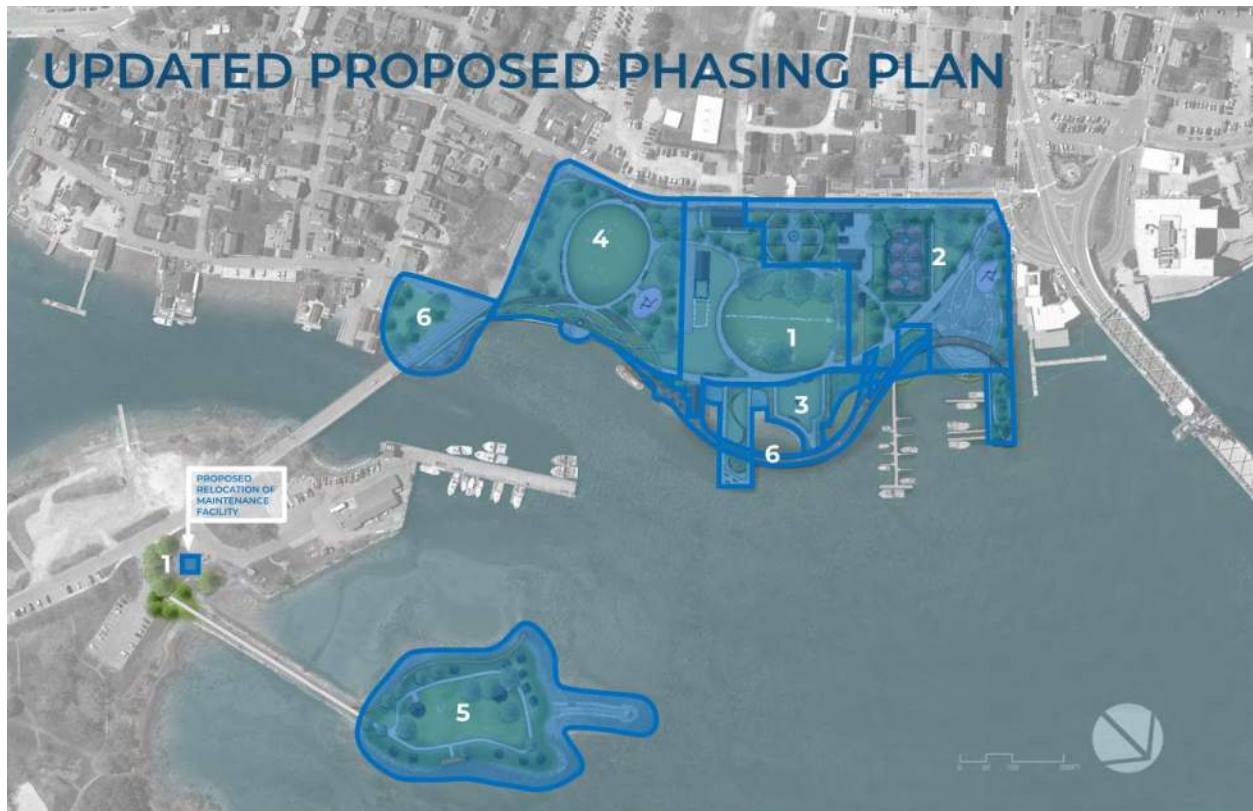 UPDATED PROPOSED PHASING PLAN
4
2
6
1
3
6
PROPOSED
RELOCATION OF
MAINTENANCE
FACILITY
1
5